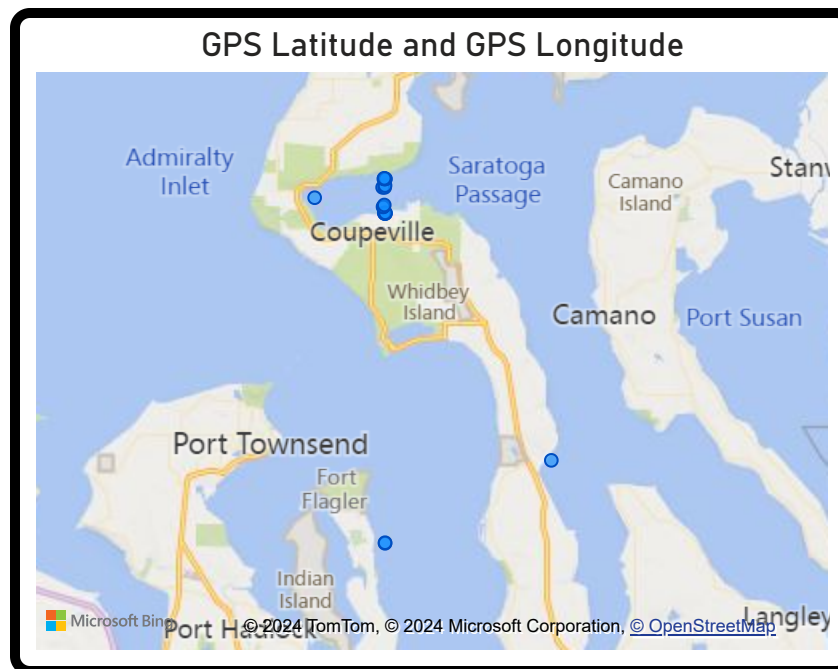 GPS Latitude and GPS Longitude
Admiralty
Inlet
Saratoga
Passage
Camano
Island
Stanw
Coupeville
Whidbey
Island
Camano
Port Susan
Port Townsend
Fort
Flagler
Indian
Island
Microsoft Bing
Port Hadlock
© 2024 TomTom, © 2024 Microsoft Corporation, © OpenStreetMap
Langley